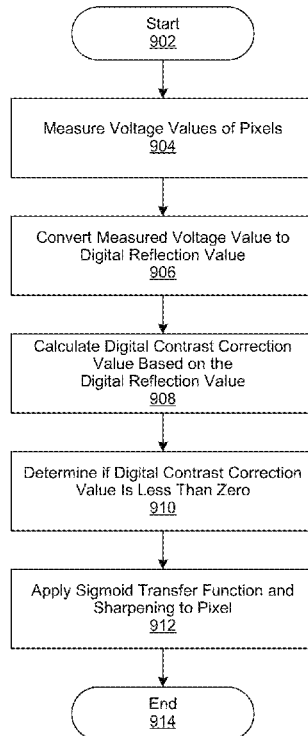 Start
902
Measure Voltage Values of Pixels
904
Convert Measured Voltage Value to
Digital Reflection Value
906
Calculate Digital Contrast Correction
Value Based on the
Digital Reflection Value
908
Determine if Digital Contrast Correction
Value Is Less Than Zero
910
Apply Sigmoid Transfer Function and
Sharpening to Pixel
912
End
914